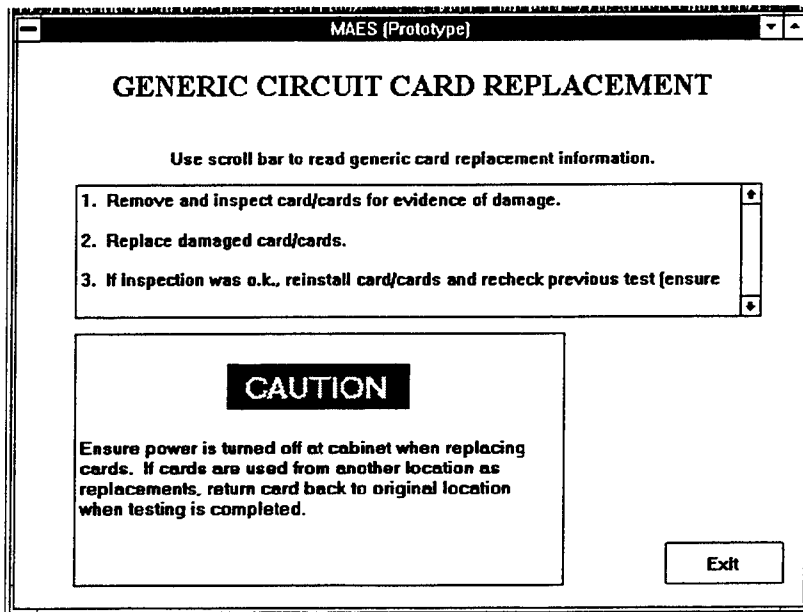 MAES (Prototype)
GENERIC CIRCUIT CARD REPLACEMENT
Use scroll bar to read generic card replacement information.
1. Remove and inspect card/cards for evidence of damage.
2. Replace damaged card/cards.
3. If inspection was o.k., reinstall card/cards and recheck previous test (ensure
CAUTION
Ensure power is turned off at cabinet when replacing
cards. If cards are used from another location as
replacements, return card back to original location
when testing is completed.
Exit